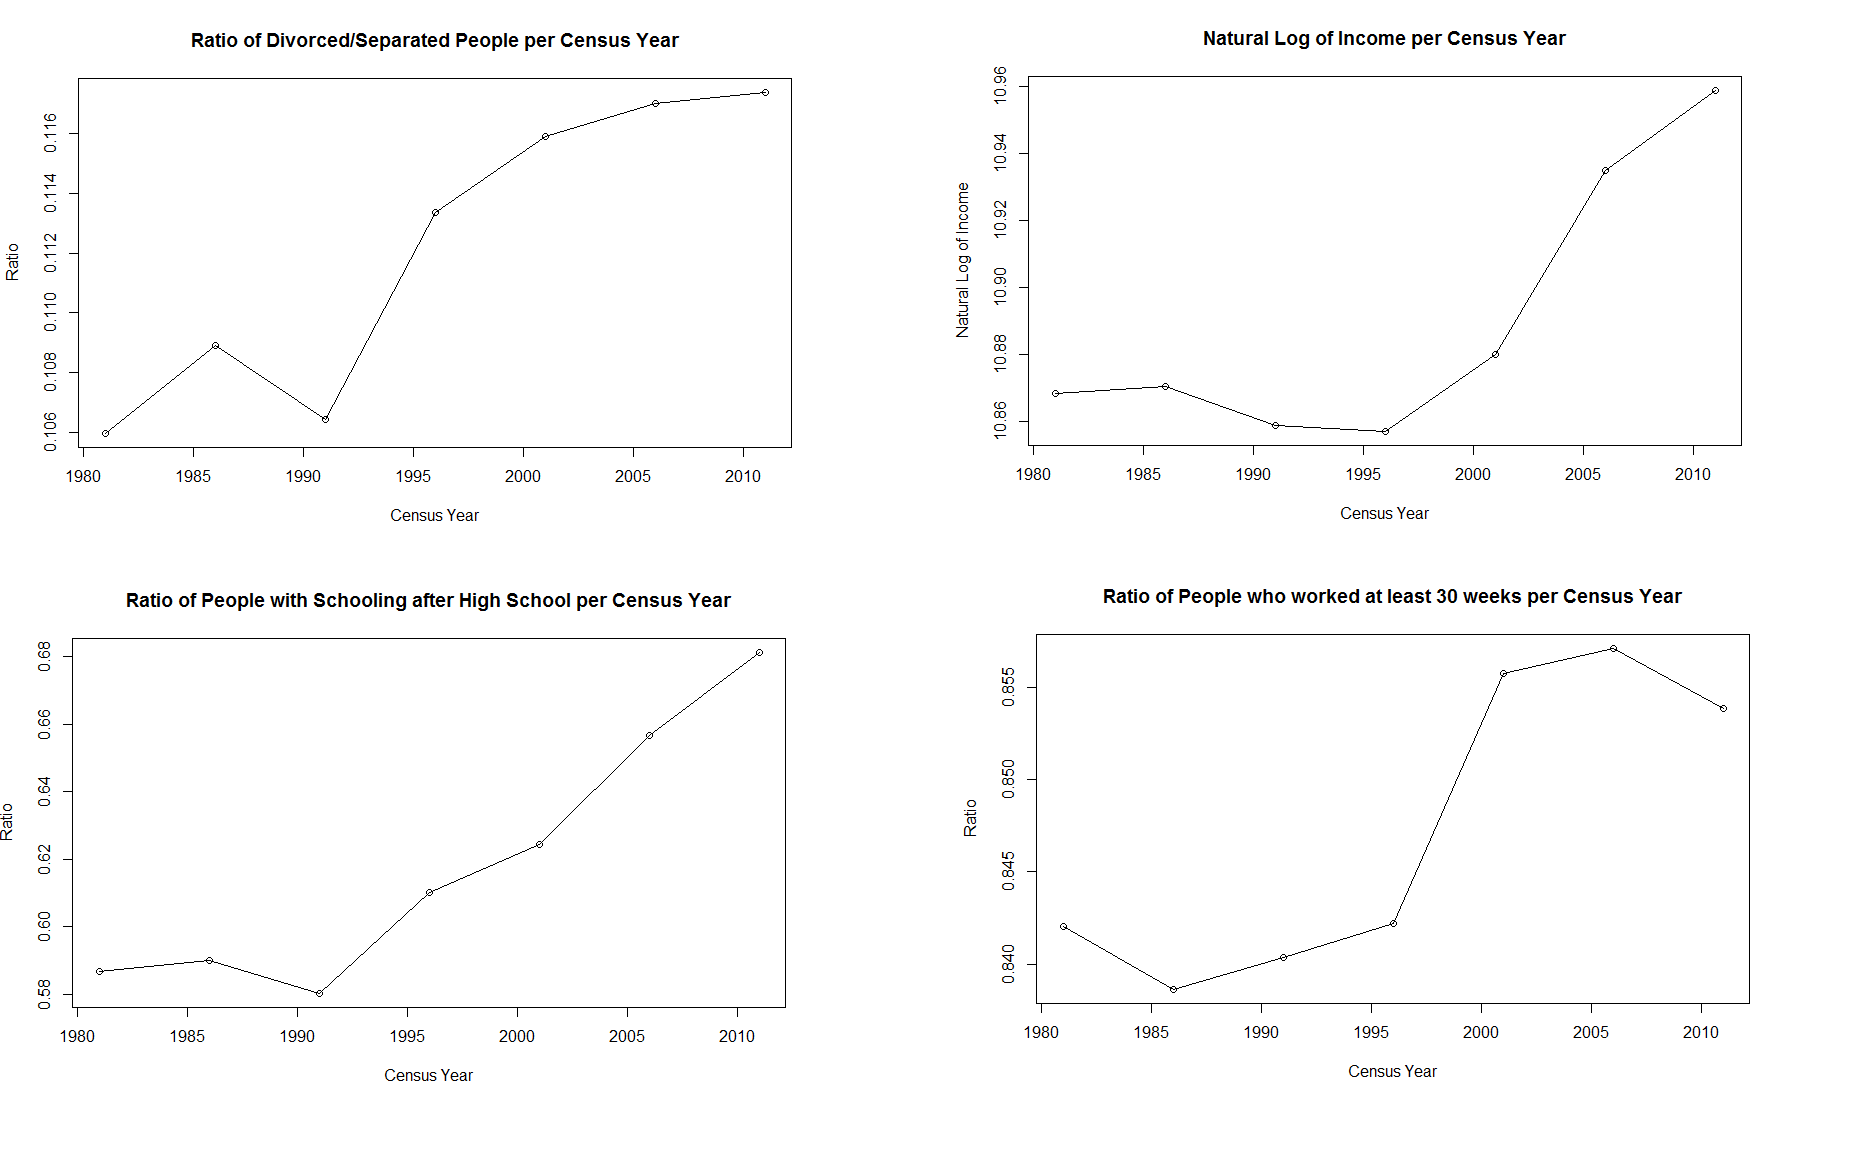 Ratio of Divorced/Separated People per Census Year
Ratio
0.116
0.114
0.112
0.110
0.108
0.106
1980 1985 1990 1995 2000 2005 2010
Census Year
Natural Log of Income per Census Year
Natural Log of Income
10.96
10.94
10.92
10.90
10.88
10.86
1980 1985 1990 1995 2000 2005 2010
Census Year
Ratio of People with Schooling after High School per Census Year
Ratio
0.68
0.66
0.64
0.62
0.60
0.58
1980 1985 1990 1995 2000 2005 2010
Census Year
Ratio of People who worked at least 30 weeks per Census Year
Ratio
0.855
0.850
0.845
0.840
1980 1985 1990 1995 2000 2005 2010
Census Year